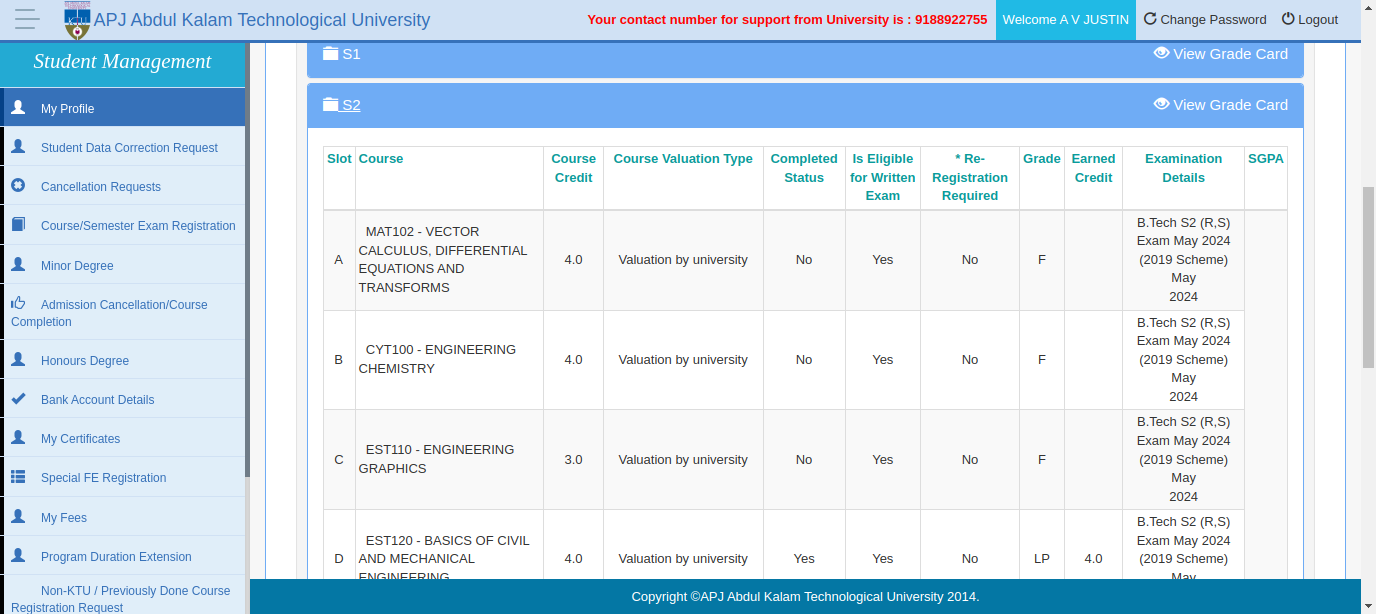 APJ Abdul Kalam Technological University
Your contact number for support from University is : 9188922755
Welcome A V JUSTIN
Change Password
Logout
Student Management
My Profile
Student Data Correction Request
Cancellation Requests
Course/Semester Exam Registration
Minor Degree
Admission Cancellation/Course
Completion
Honours Degree
Bank Account Details
My Certificates
Special FE Registration
My Fees
Program Duration Extension
Non-KTU / Previously Done Course
Registration Request
S1 View Grade Card
S2 View Grade Card
Slot Course Course Credit Course Valuation Type Completed Status Is Eligible for Written Exam * Re-Registration Required Grade Earned Credit Examination Details SGPA
A MAT102 - VECTOR CALCULUS, DIFFERENTIAL EQUATIONS AND TRANSFORMS 4.0 Valuation by university No Yes No F B.Tech S2 (R,S) Exam May 2024 (2019 Scheme) May 2024
B CYT100 - ENGINEERING CHEMISTRY 4.0 Valuation by university No Yes No F B.Tech S2 (R,S) Exam May 2024 (2019 Scheme) May 2024
C EST110 - ENGINEERING GRAPHICS 3.0 Valuation by university No Yes No F B.Tech S2 (R,S) Exam May 2024 (2019 Scheme) May 2024
D EST120 - BASICS OF CIVIL AND MECHANICAL ENGINEERING 4.0 Valuation by university Yes Yes No LP 4.0 B.Tech S2 (R,S) Exam May 2024 (2019 Scheme) May
Copyright ©APJ Abdul Kalam Technological University 2014.